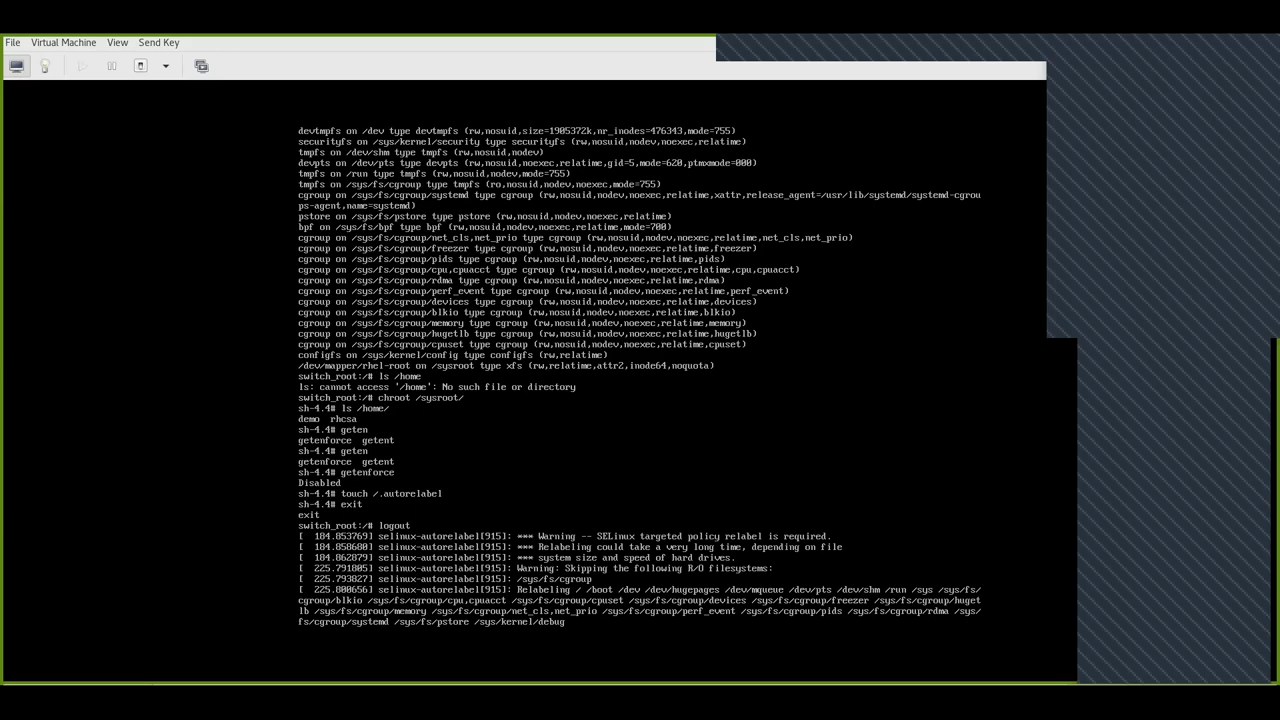 File Virtual Machine View Send Key
devtmpfs on /dev type devtmpfs (rw,nosuid,size=1905372k,nr_inodes=476343,mode=755)
securityfs on /sys/kernel/security type securityfs (rw,nosuid,nodev,noexec,relatime)
tmpfs on /dev/shm type tmpfs (rw,nosuid,nodev)
devpts on /dev/pts type devpts (rw,nosuid,noexec,relatime,gid=5,mode=620,ptmxmode=000)
tmpfs on /run type tmpfs (rw,nosuid,nodev,mode=755)
tmpfs on /sys/fs/cgroup type tmpfs (ro,nosuid,nodev,noexec,mode=755)
cgroup on /sys/fs/cgroup/systemd type cgroup (rw,nosuid,nodev,noexec,relatime,xattr,release_agent=/usr/lib/systemd/systemd-cgrou
ps-agent,name=systemd)
pstore on /sys/fs/pstore type pstore (rw,nosuid,nodev,noexec,relatime)
bpf on /sys/fs/bpf type bpf (rw,nosuid,nodev,noexec,relatime,mode=700)
cgroup on /sys/fs/cgroup/net_cls,net_prio type cgroup (rw,nosuid,nodev,noexec,relatime,net_cls,net_prio)
cgroup on /sys/fs/cgroup/freezer type cgroup (rw,nosuid,nodev,noexec,relatime,freezer)
cgroup on /sys/fs/cgroup/pids type cgroup (rw,nosuid,nodev,noexec,relatime,pids)
cgroup on /sys/fs/cgroup/cpu,cpuacct type cgroup (rw,nosuid,nodev,noexec,relatime,cpu,cpuacct)
cgroup on /sys/fs/cgroup/rdma type cgroup (rw,nosuid,nodev,noexec,relatime,rdma)
cgroup on /sys/fs/cgroup/perf_event type cgroup (rw,nosuid,nodev,noexec,relatime,perf_event)
cgroup on /sys/fs/cgroup/devices type cgroup (rw,nosuid,nodev,noexec,relatime,devices)
cgroup on /sys/fs/cgroup/blkio type cgroup (rw,nosuid,nodev,noexec,relatime,blkio)
cgroup on /sys/fs/cgroup/memory type cgroup (rw,nosuid,nodev,noexec,relatime,memory)
cgroup on /sys/fs/cgroup/hugetlb type cgroup (rw,nosuid,nodev,noexec,relatime,hugetlb)
cgroup on /sys/fs/cgroup/cpuset type cgroup (rw,nosuid,nodev,noexec,relatime,cpuset)
configfs on /sys/kernel/config type configfs (rw,relatime)
/dev/mapper/rhel-root on /sysroot type xfs (rw,relatime,attr2,inode64,noquota)
switch_root:/# ls /home
ls: cannot access '/home': No such file or directory
switch_root:/# chroot /sysroot/
sh-4.4# ls /home/
demo  rhcsa
sh-4.4# geten
getenforce  getent
sh-4.4# geten
getenforce  getent
sh-4.4# getenforce
Disabled
sh-4.4# touch /.autorelabel
sh-4.4# exit
exit
switch_root:/# logout
[  184.853769] selinux-autorelabel[915]: *** Warning -- SELinux targeted policy relabel is required.
[  184.858680] selinux-autorelabel[915]: *** Relabeling could take a very long time, depending on file
[  184.862879] selinux-autorelabel[915]: *** system size and speed of hard drives.
[  225.791805] selinux-autorelabel[915]: Warning: Skipping the following R/O filesystems:
[  225.793827] selinux-autorelabel[915]: /sys/fs/cgroup
[  225.800656] selinux-autorelabel[915]: Relabeling / /boot /dev /dev/hugepages /dev/mqueue /dev/pts /dev/shm /run /sys /sys/fs/
cgroup/blkio /sys/fs/cgroup/cpu,cpuacct /sys/fs/cgroup/cpuset /sys/fs/cgroup/devices /sys/fs/cgroup/freezer /sys/fs/cgroup/huget
lb /sys/fs/cgroup/memory /sys/fs/cgroup/net_cls,net_prio /sys/fs/cgroup/perf_event /sys/fs/cgroup/pids /sys/fs/cgroup/rdma /sys/
fs/cgroup/systemd /sys/fs/pstore /sys/kernel/debug